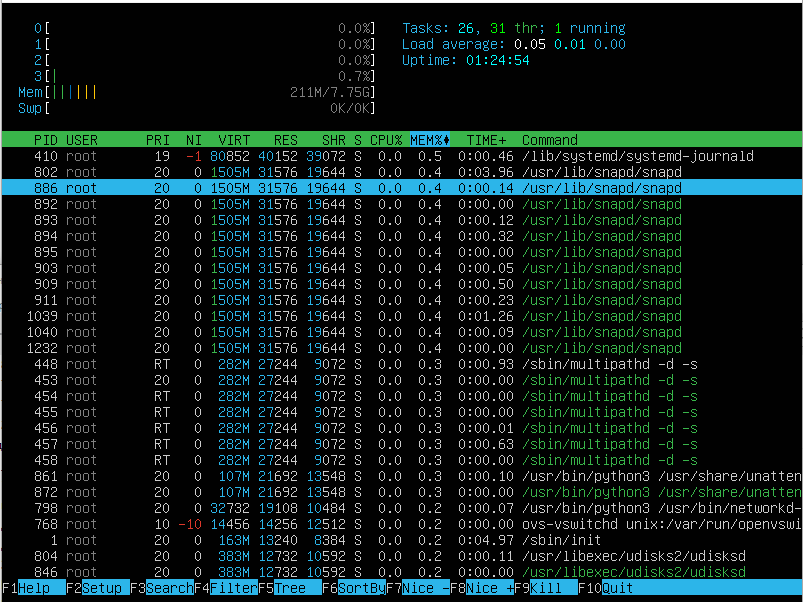 0[ 0.0%] Tasks: 26, 31 thr; 1 running
1[ 0.0%] Load average: 0.05 0.01 0.00
2[ 0.0%] Uptime: 01:24:54
3[| 0.7%]
Mem[|||||| 211M/7.75G]
Swp[ 0K/0K]
PID USER PRI NI VIRT RES SHR S CPU% MEM% TIME+ Command
410 root 19 -1 80852 40152 39072 S 0.0 0.5 0:00.46 /lib/systemd/systemd-journald
802 root 20 0 1505M 31576 19644 S 0.0 0.4 0:03.96 /usr/lib/snapd/snapd
886 root 20 0 1505M 31576 19644 S 0.0 0.4 0:00.14 /usr/lib/snapd/snapd
892 root 20 0 1505M 31576 19644 S 0.0 0.4 0:00.00 /usr/lib/snapd/snapd
893 root 20 0 1505M 31576 19644 S 0.0 0.4 0:00.12 /usr/lib/snapd/snapd
894 root 20 0 1505M 31576 19644 S 0.0 0.4 0:00.32 /usr/lib/snapd/snapd
895 root 20 0 1505M 31576 19644 S 0.0 0.4 0:00.00 /usr/lib/snapd/snapd
903 root 20 0 1505M 31576 19644 S 0.0 0.4 0:00.05 /usr/lib/snapd/snapd
909 root 20 0 1505M 31576 19644 S 0.0 0.4 0:00.50 /usr/lib/snapd/snapd
911 root 20 0 1505M 31576 19644 S 0.0 0.4 0:00.23 /usr/lib/snapd/snapd
1039 root 20 0 1505M 31576 19644 S 0.0 0.4 0:01.26 /usr/lib/snapd/snapd
1040 root 20 0 1505M 31576 19644 S 0.0 0.4 0:00.09 /usr/lib/snapd/snapd
1232 root 20 0 1505M 31576 19644 S 0.0 0.4 0:00.00 /usr/lib/snapd/snapd
448 root RT 0 282M 27244 9072 S 0.0 0.3 0:00.93 /sbin/multipathd -d -s
453 root 20 0 282M 27244 9072 S 0.0 0.3 0:00.00 /sbin/multipathd -d -s
454 root RT 0 282M 27244 9072 S 0.0 0.3 0:00.00 /sbin/multipathd -d -s
455 root RT 0 282M 27244 9072 S 0.0 0.3 0:00.00 /sbin/multipathd -d -s
456 root RT 0 282M 27244 9072 S 0.0 0.3 0:00.01 /sbin/multipathd -d -s
457 root RT 0 282M 27244 9072 S 0.0 0.3 0:00.63 /sbin/multipathd -d -s
458 root RT 0 282M 27244 9072 S 0.0 0.3 0:00.00 /sbin/multipathd -d -s
861 root 20 0 107M 21692 13548 S 0.0 0.3 0:00.10 /usr/bin/python3 /usr/share/unatten
872 root 20 0 107M 21692 13548 S 0.0 0.3 0:00.00 /usr/bin/python3 /usr/share/unatten
798 root 20 0 32732 19108 10484 S 0.0 0.2 0:00.07 /usr/bin/python3 /usr/bin/networkd-
768 root 10 -10 14456 14256 12512 S 0.0 0.2 0:00.00 ovs-vswitchd unix:/var/run/openvswi
1 root 20 0 163M 13240 8384 S 0.0 0.2 0:04.97 /sbin/init
804 root 20 0 383M 12732 10592 S 0.0 0.2 0:00.11 /usr/libexec/udisks2/udisksd
846 root 20 0 383M 12732 10592 S 0.0 0.2 0:00.00 /usr/libexec/udisks2/udisksd
F1Help F2Setup F3SearchF4FilterF5Tree F6SortByF7Nice -F8Nice +F9Kill F10Quit